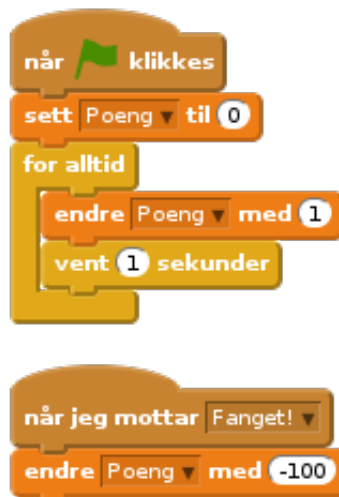 når klikkes
sett Poeng til 0
for alltid
endre Poeng med 1
vent 1 sekunder
når jeg mottar Fanget!
endre Poeng med -100